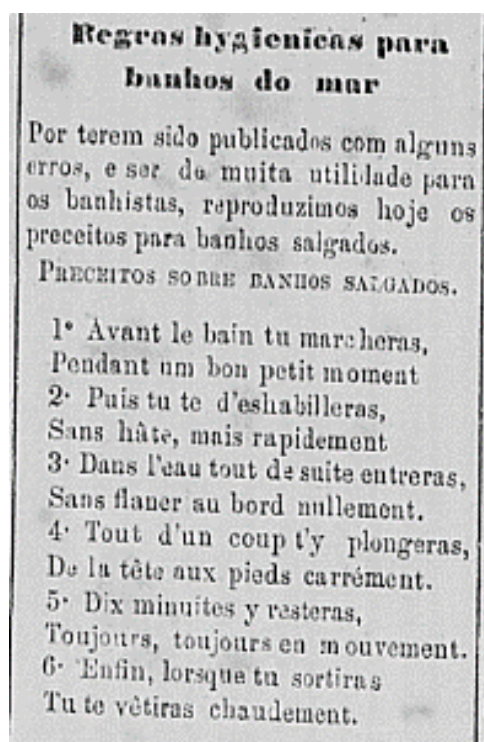 Regras hygienicas para
banhos do mar
Por terem sido publicados com alguns
erros, e ser de muita utilidade para
os banhistas, reproduzimos hoje os
preceitos para banhos salgados.
PRECEITOS SOBRE BANHOS SALGADOS.
1º Avant le bain tu marcheras,
Pendant um bon petit moment
2· Puis tu te d'eshabilleras,
Sans hâte, mais rapidement
3· Dans l'eau tout de suite entreras,
Sans flaner au bord nullement.
4· Tout d'un coup t'y plongeras,
De la tête aux pieds carrément.
5· Dix minuites y resteras,
Toujours, toujours en mouvement.
6· Enfin, lorsque tu sortiras
Tu te vêtiras chaudement.